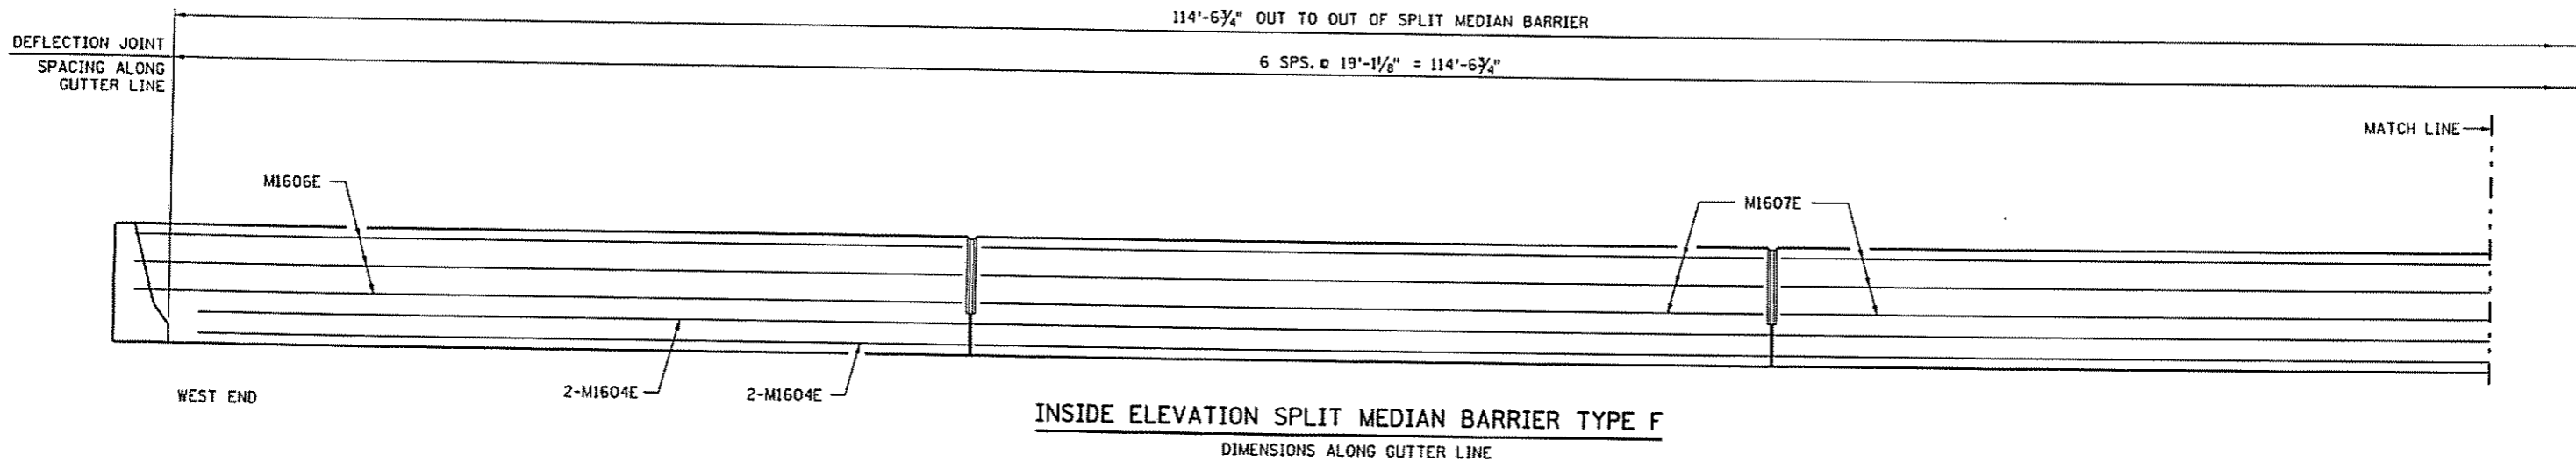 114'-6¾" OUT TO OUT OF SPLIT MEDIAN BARRIER
DEFLECTION JOINT
SPACING ALONG
GUTTER LINE
6 SPS. @ 19'-1⅛" = 114'-6¾"
MATCH LINE
M1606E
M1607E
WEST END
2-M1604E
2-M1604E
INSIDE ELEVATION SPLIT MEDIAN BARRIER TYPE F
DIMENSIONS ALONG GUTTER LINE